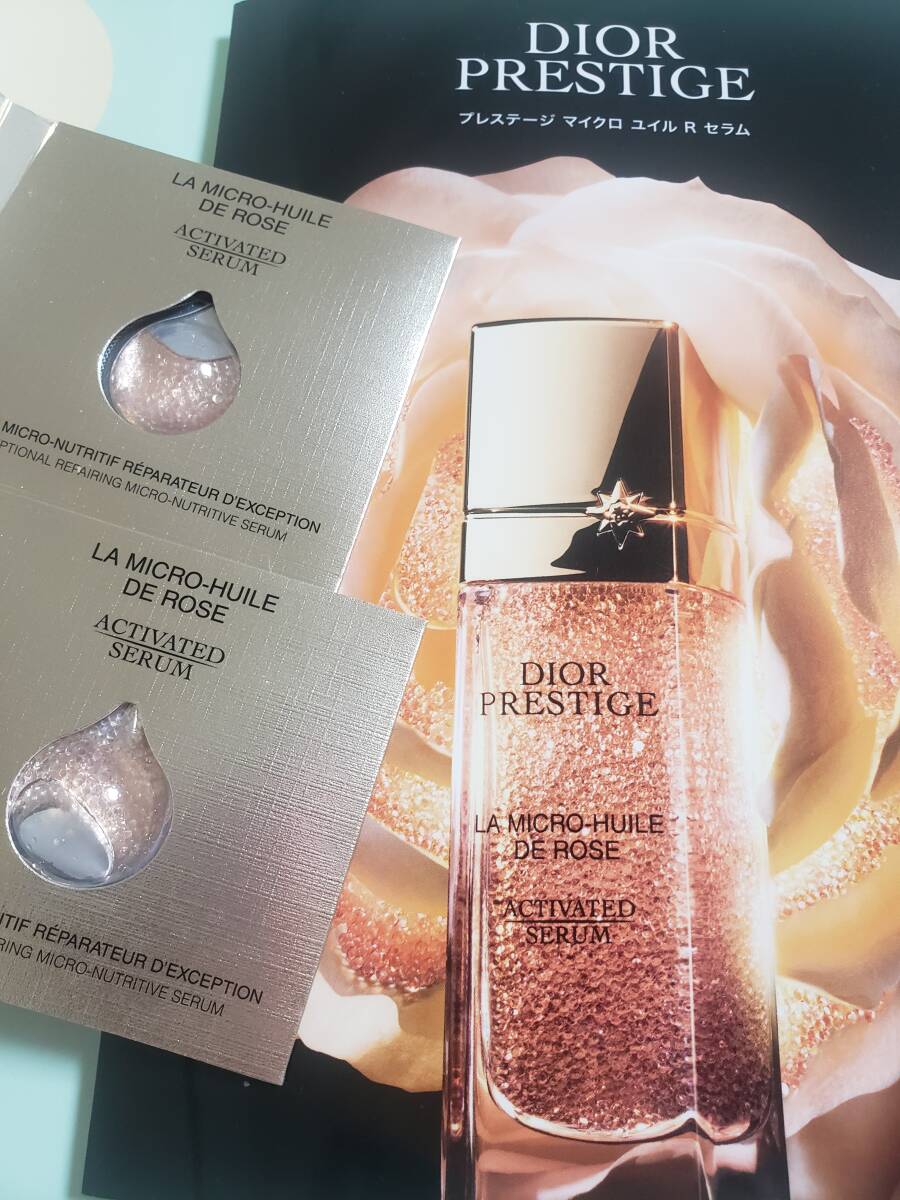 DIOR
PRESTIGE
プレステージ マイクロ ユイル R セラム
LA MICRO-HUILE
DE ROSE
ACTIVATED
SERUM
MICRO-NUTRITIF RÉPARATEUR D'EXCEPTION
REPAIRING MICRO-NUTRITIVE SERUM
LA MICRO-HUILE
DE ROSE
ACTIVATED
SERUM
RÉPARATEUR D'EXCEPTION
MICRO-NUTRITIVE SERUM
DIOR
PRESTIGE
LA MICRO-HUILE
DE ROSE
ACTIVATED
SERUM